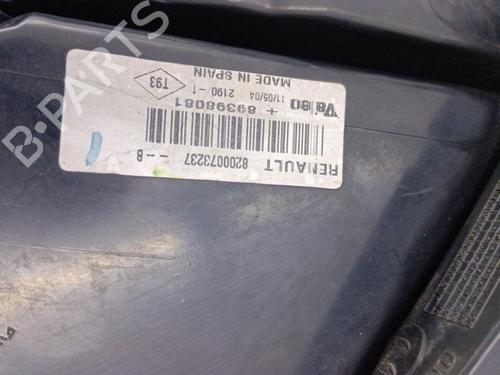 RENAULT
8200073237 - -- B
+ 89398081
Valeo 11/05/04 2190 - 1 T93
MADE IN SPAIN
B-PARTS